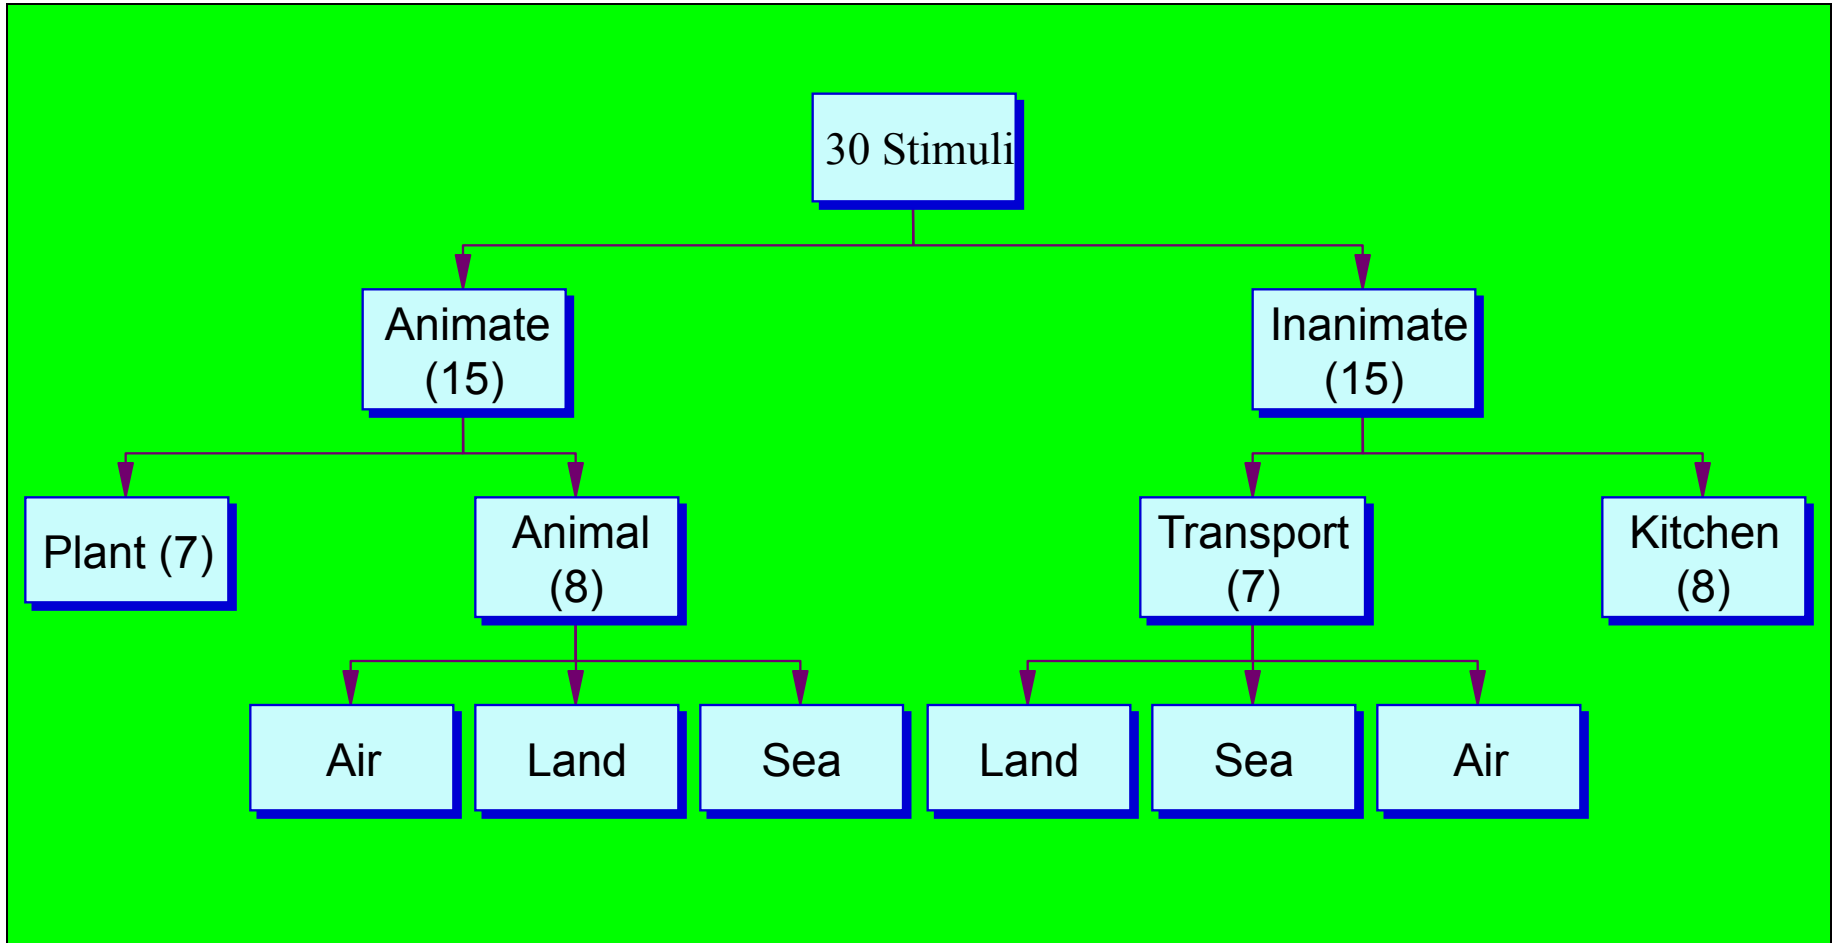 30 Stimuli
Animate
(15)
Inanimate
(15)
Plant (7)
Animal
(8)
Transport
(7)
Kitchen
(8)
Air
Land
Sea
Land
Sea
Air